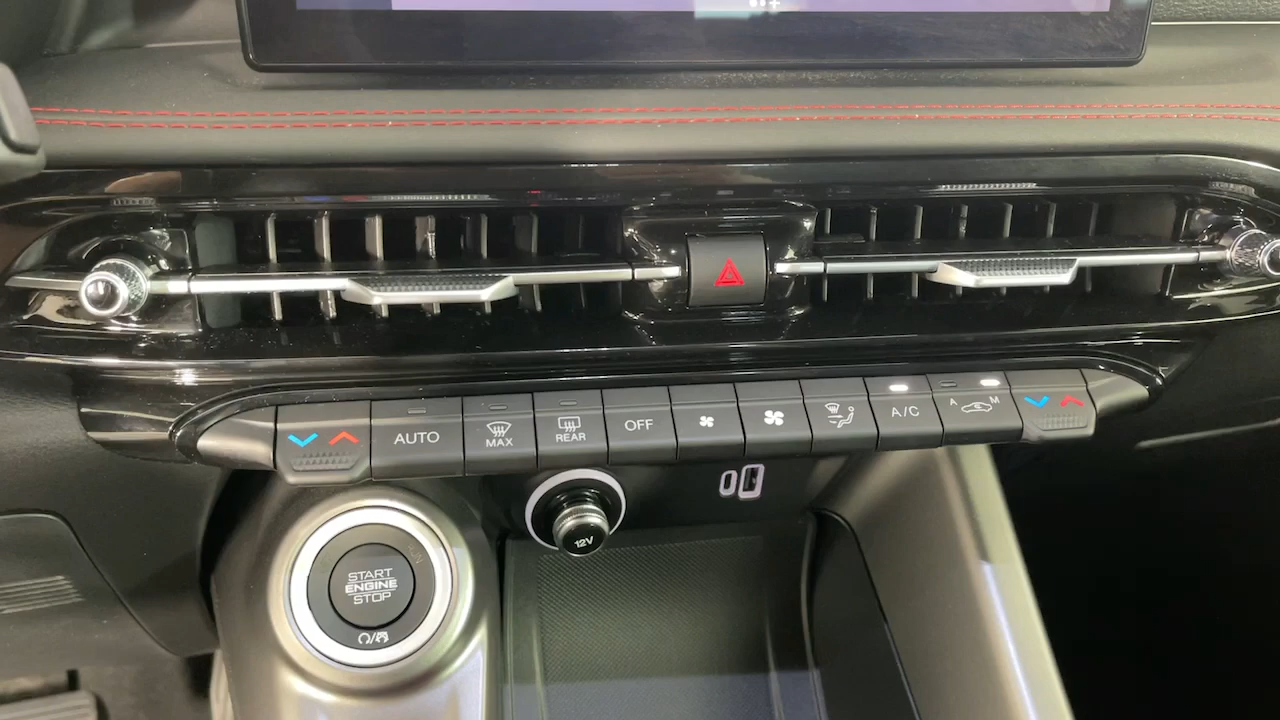 AUTO
MAX
REAR
OFF
A/C
A M
12V
START
ENGINE
STOP